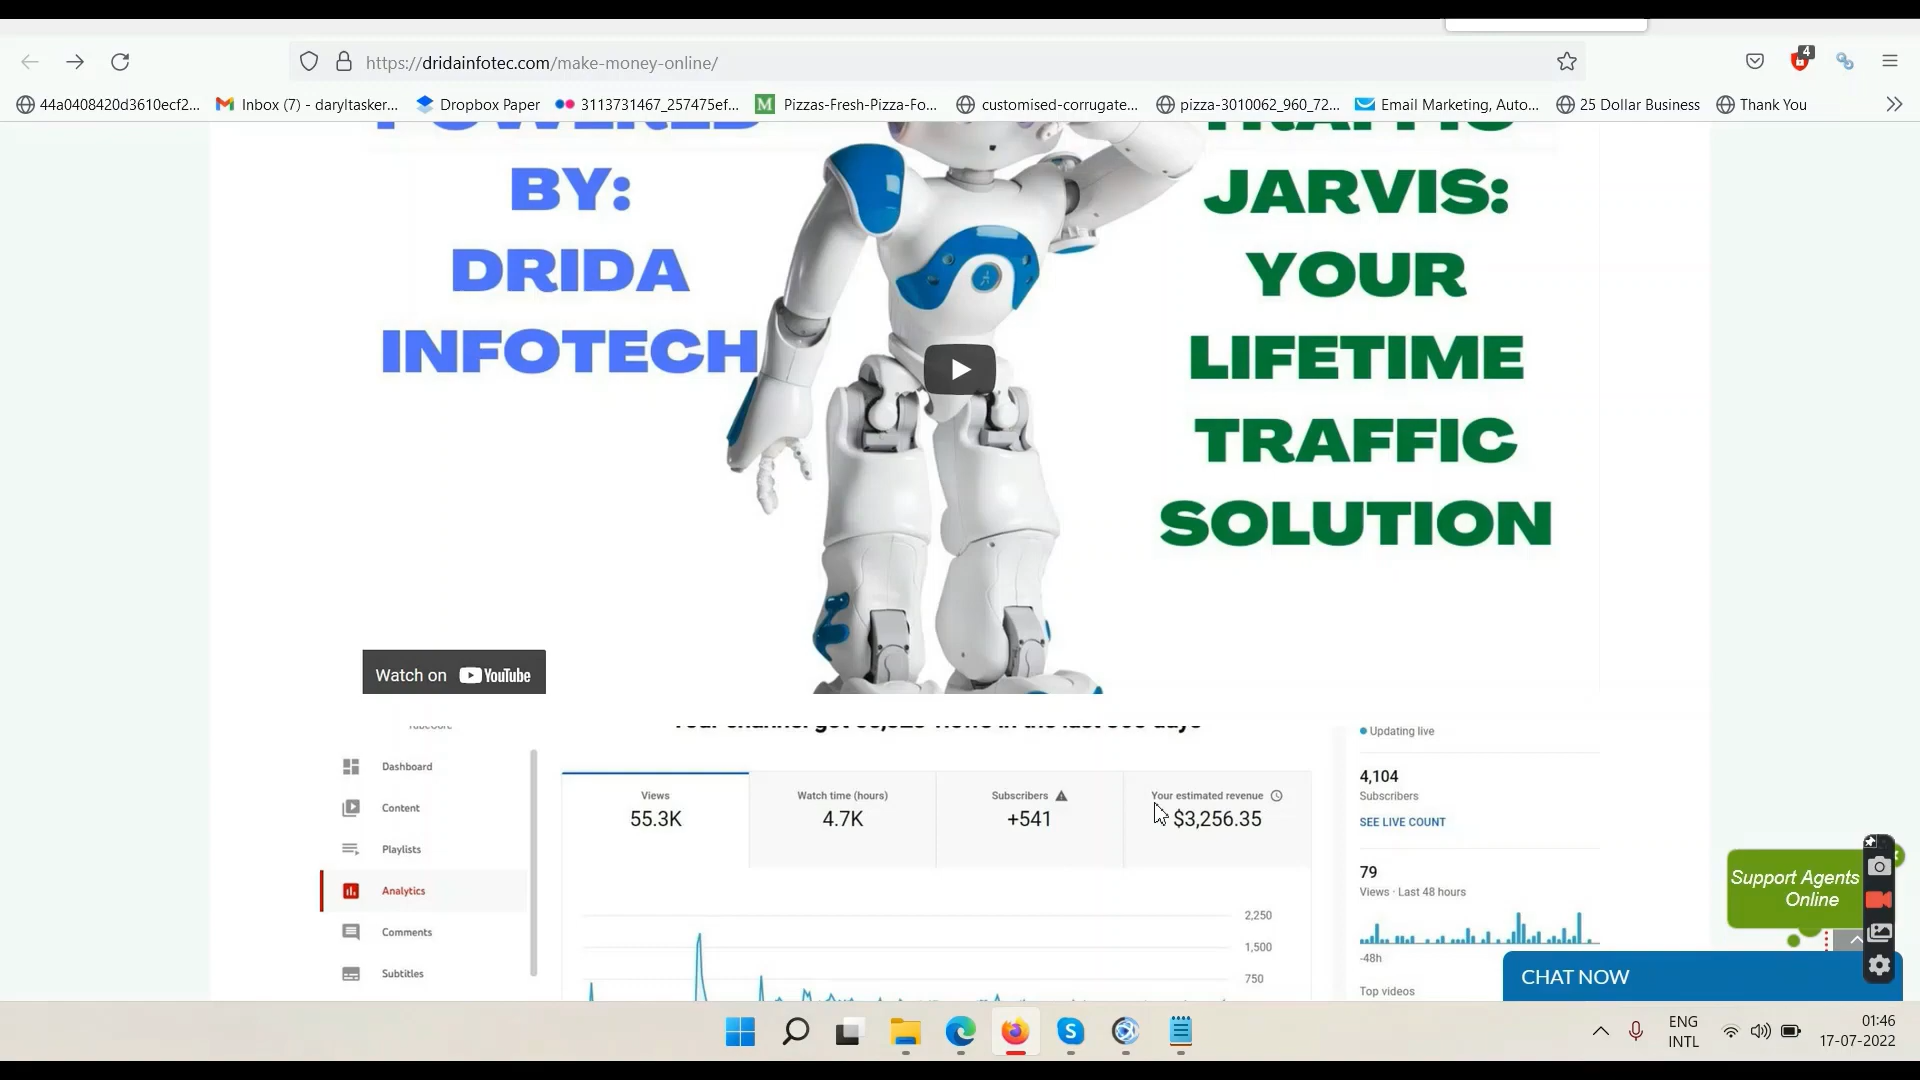 4
https://dridainfotec.com/make-money-online/
44a0408420d3610ecf2...
Inbox (7) - daryltasker...
Dropbox Paper
3113731467_257475ef...
M
Pizzas-Fresh-Pizza-Fo...
customised-corrugate...
pizza-3010062_960_72...
Email Marketing, Auto...
25 Dollar Business
Thank You
POWERED
BY:
DRIDA
INFOTECH
TRAFFIC
JARVIS:
YOUR
LIFETIME
TRAFFIC
SOLUTION
Watch on YouTube
Dashboard
Content
Playlists
Analytics
Comments
Subtitles
Views
55.3K
Watch time (hours)
4.7K
Subscribers
+541
Your estimated revenue
$3,256.35
2,250
1,500
750
Updating live
4,104
Subscribers
SEE LIVE COUNT
79
Views · Last 48 hours
-48h
Top videos
Support Agents
Online
CHAT NOW
S
ENG
INTL
01:46
17-07-2022